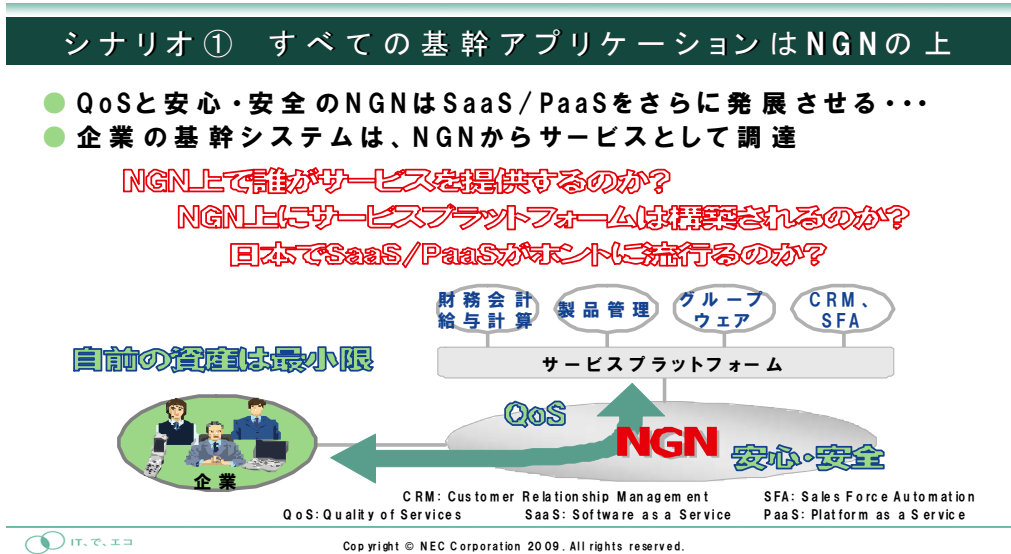 シナリオ① すべての基幹アプリケーションはNGNの上
● QoSと安心・安全のNGNはSaaS/PaaSをさらに発展させる・・・
● 企業の基幹システムは、NGNからサービスとして調達
NGN上で誰がサービスを提供するのか?
NGN上にサービスプラットフォームは構築されるのか?
日本でSaaS/PaaSがホントに流行るのか?
財務会計
給与計算
製品管理
グループ
ウェア
CRM、
SFA
サービスプラットフォーム
自前の資産は最小限
QoS
NGN
安心・安全
企業
CRM: Customer Relationship Management
SFA: Sales Force Automation
QoS: Quality of Services
SaaS: Software as a Service
PaaS: Platform as a Service
IT、で、エコ
Copyright © NEC Corporation 2009. All rights reserved.